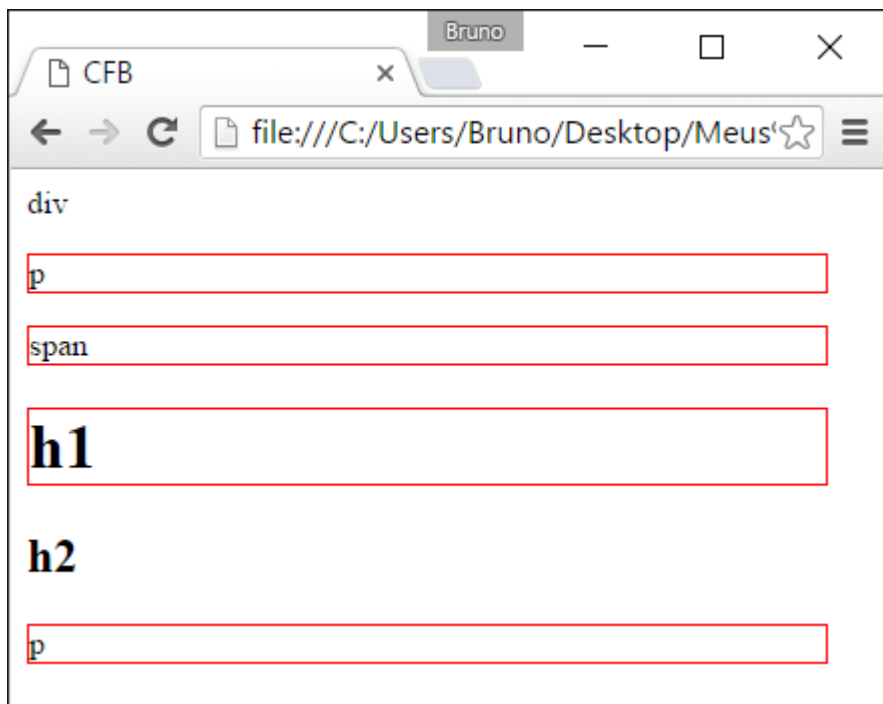 Bruno
CFB
file:///C:/Users/Bruno/Desktop/Meus
div
p
span
h1
h2
p